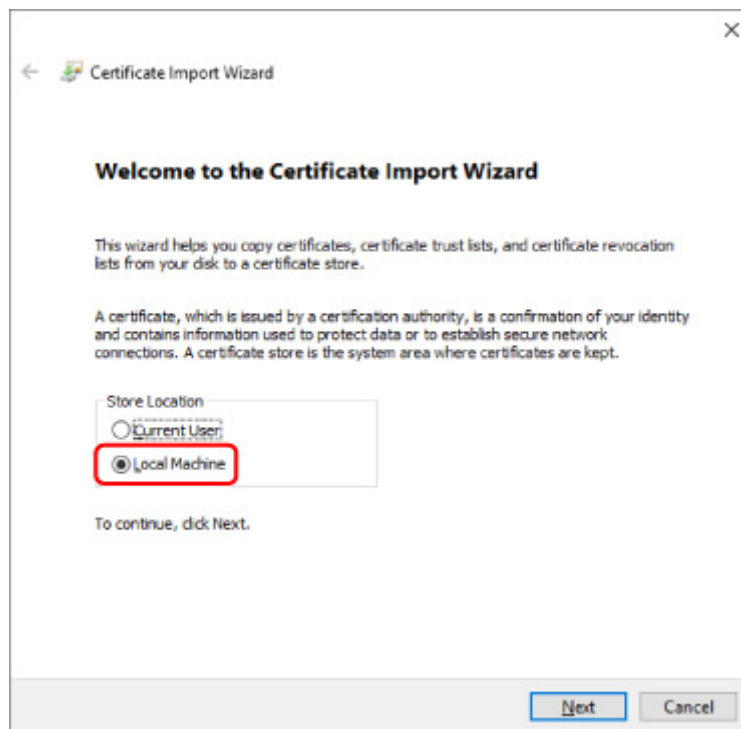 Certificate Import Wizard
Welcome to the Certificate Import Wizard
This wizard helps you copy certificates, certificate trust lists, and certificate revocation
lists from your disk to a certificate store.
A certificate, which is issued by a certification authority, is a confirmation of your identity
and contains information used to protect data or to establish secure network
connections. A certificate store is the system area where certificates are kept.
Store Location
Current User
Local Machine
To continue, click Next.
Next
Cancel